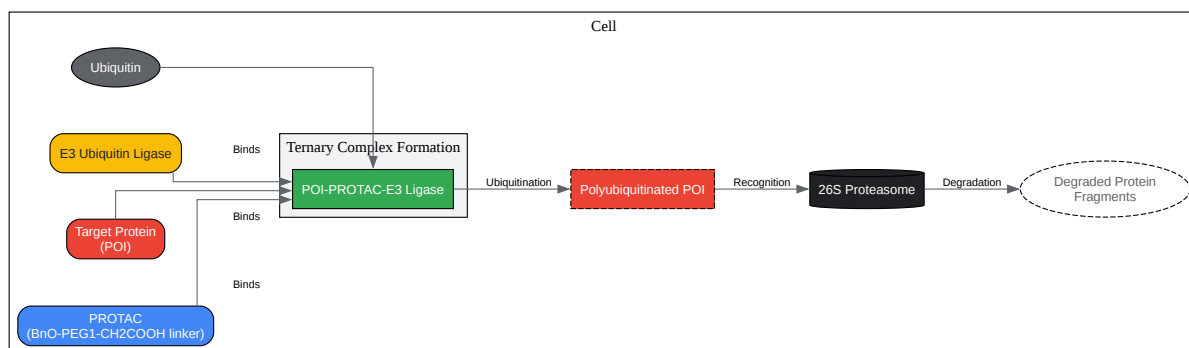 Cell
Ubiquitin
E3 Ubiquitin Ligase
Binds
Ternary Complex Formation
POI-PROTAC-E3 Ligase
Ubiquitination
Polyubiquitinated POI
Recognition
26S Proteasome
Degradation
Degraded Protein
Fragments
Target Protein
(POI)
Binds
Binds
PROTAC
(BnO-PEG1-CH2COOH linker)